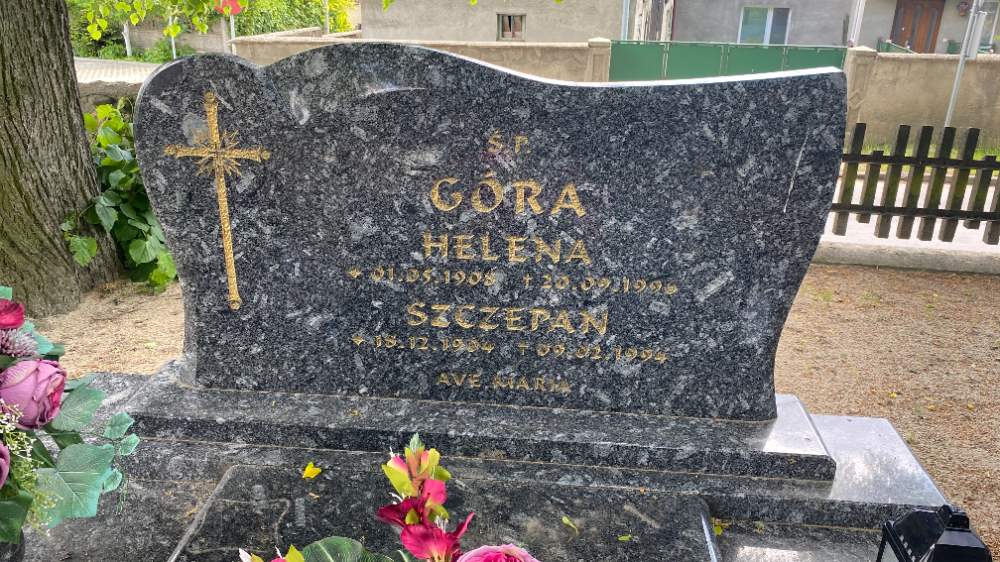 Ś.P.
GÓRA
HELENA
* 01.05.1908 † 20.09.1996
SZCZEPAN
* 18.12.1904 † 09.02.1994
AVE MARIA